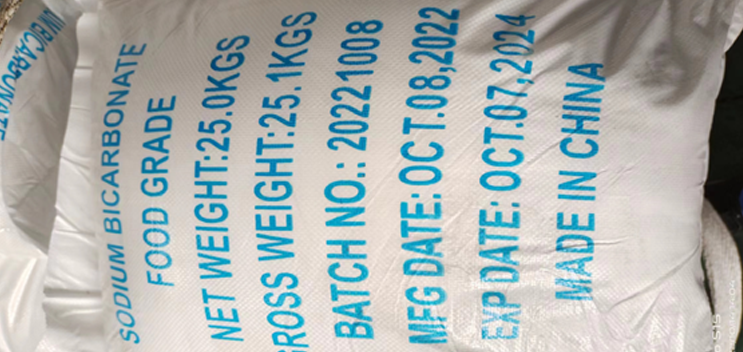 SODIUM BICARBONATE
FOOD GRADE
NET WEIGHT:25.0KGS
GROSS WEIGHT:25.1KGS
BATCH NO.: 20221008
MFG DATE: OCT.08,2022
EXP DATE: OCT.07,2024
MADE IN CHINA